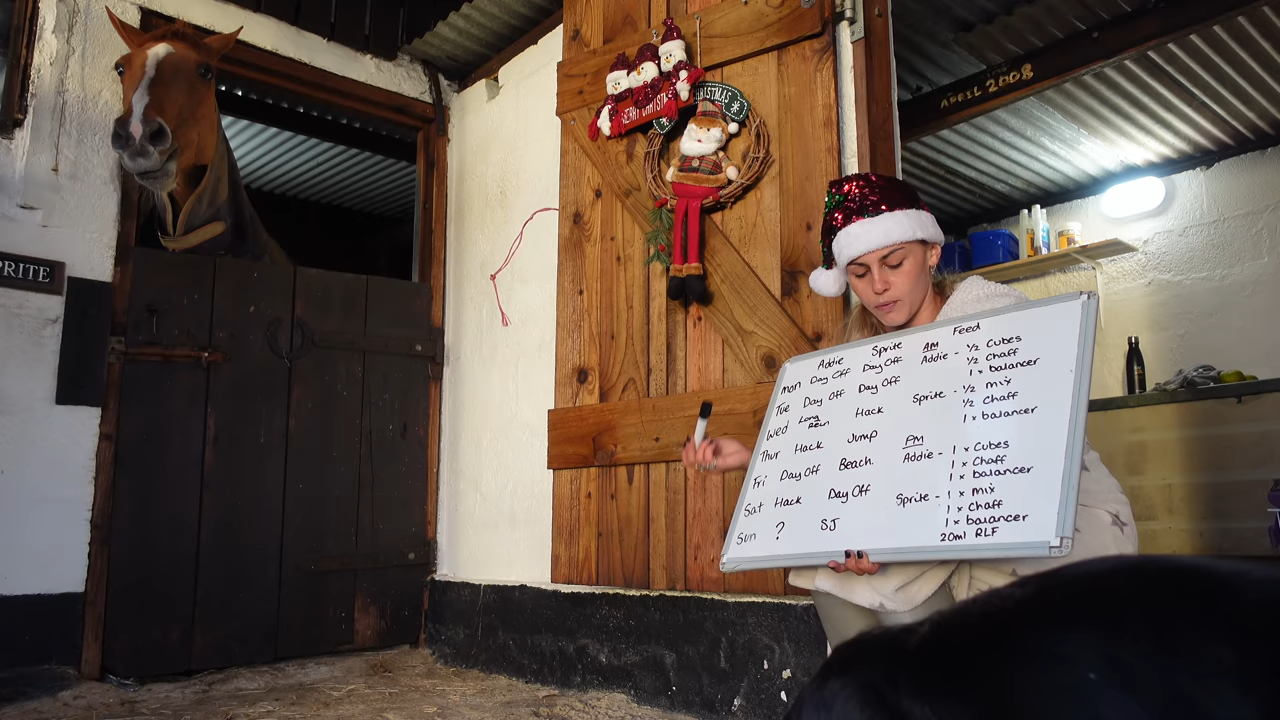 APRIL 2008
MERRY CHRISTMAS
CHRISTMAS
PRITE
Addie Sprite
Mon Day Off Day Off
Tue Day Off Day Off
Wed Long Rein Hack
Thur Hack Jump
Fri Day Off Beach.
Sat Hack Day Off
Sun ? SJ
Feed
AM
Addie - 1/2 Cubes
1/2 Chaff
1 x balancer
Sprite - 1/2 mix
1/2 Chaff
1 x balancer
PM
Addie - 1 x Cubes
1 x Chaff
1 x balancer
Sprite - 1 x mix
1 x chaff
1 x balancer
20ml RLF